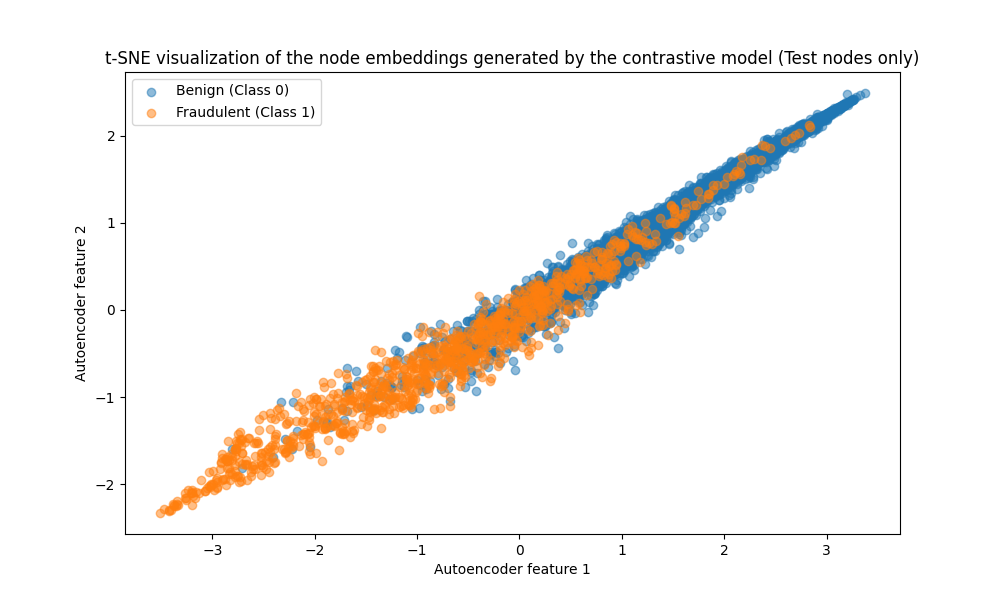 t-SNE visualization of the node embeddings generated by the contrastive model (Test nodes only)
Benign (Class 0)
Fraudulent (Class 1)
Autoencoder feature 2
2
1
0
−1
−2
−3 −2 −1 0 1 2 3
Autoencoder feature 1